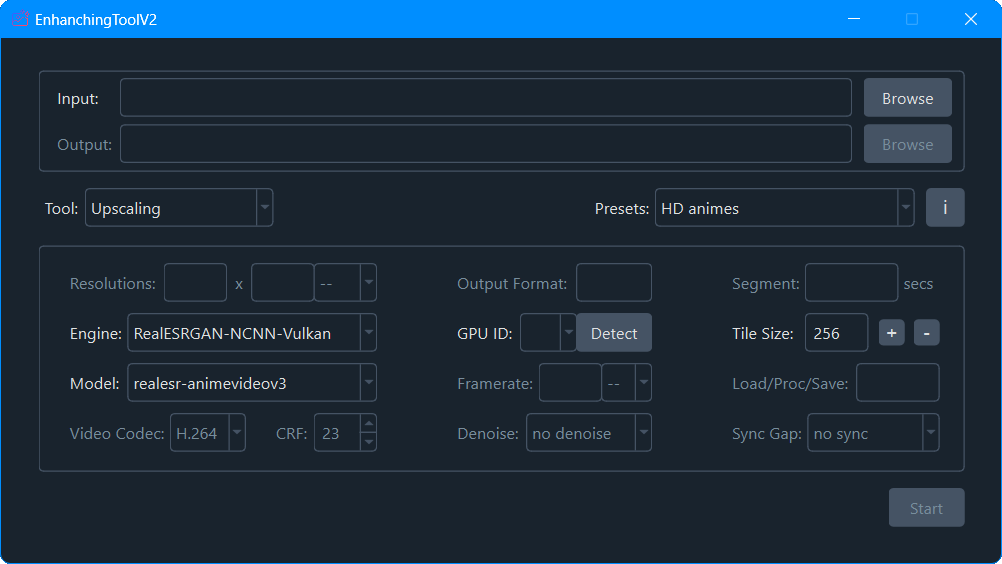 EnhanchingToolV2
Input: Browse
Output: Browse
Tool: Upscaling Presets: HD animes i
Resolutions: x -- Output Format: Segment: secs
Engine: RealESRGAN-NCNN-Vulkan GPU ID: Detect Tile Size: 256 + -
Model: realesr-animevideov3 Framerate: -- Load/Proc/Save:
Video Codec: H.264 CRF: 23 Denoise: no denoise Sync Gap: no sync
Start